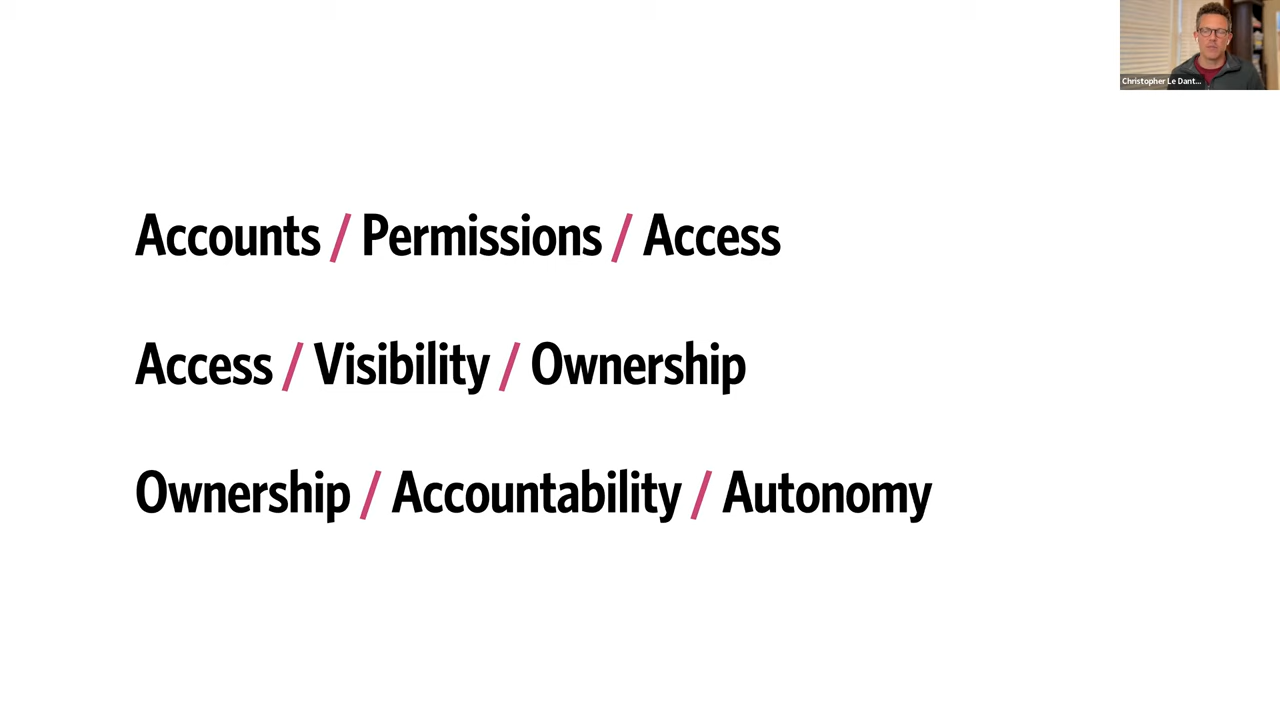 Christopher Le Dant...
Accounts / Permissions / Access
Access / Visibility / Ownership
Ownership / Accountability / Autonomy